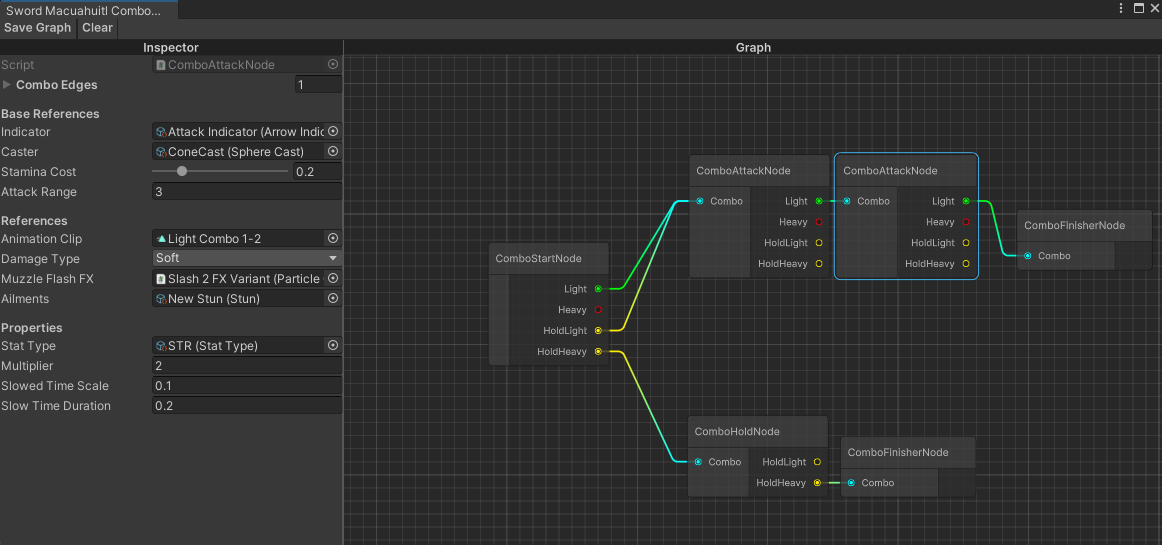 Sword Macuahuitl Combo...
Save Graph Clear
Inspector
Script ComboAttackNode
Combo Edges 1
Base References
Indicator Attack Indicator (Arrow Indic
Caster ConeCast (Sphere Cast)
Stamina Cost 0.2
Attack Range 3
References
Animation Clip Light Combo 1-2
Damage Type Soft
Muzzle Flash FX Slash 2 FX Variant (Particle
Ailments New Stun (Stun)
Properties
Stat Type STR (Stat Type)
Multiplier 2
Slowed Time Scale 0.1
Slow Time Duration 0.2
Graph
ComboStartNode
Light
Heavy
HoldLight
HoldHeavy
ComboAttackNode
Combo Light
Heavy
HoldLight
HoldHeavy
ComboAttackNode
Combo Light
Heavy
HoldLight
HoldHeavy
ComboFinisherNode
Combo
ComboHoldNode
Combo HoldLight
HoldHeavy
ComboFinisherNode
Combo